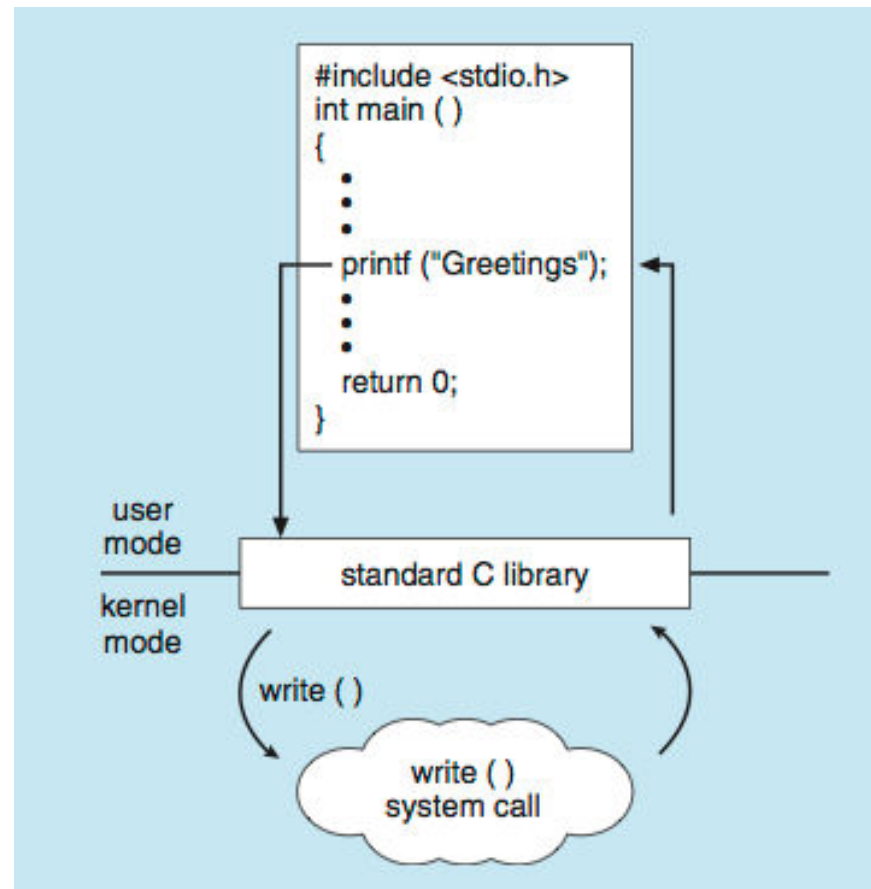 #include <stdio.h>
int main ( )
{
•
•
•
printf ("Greetings");
•
•
•
return 0;
}
user
mode
standard C library
kernel
mode
write ( )
write ( )
system call